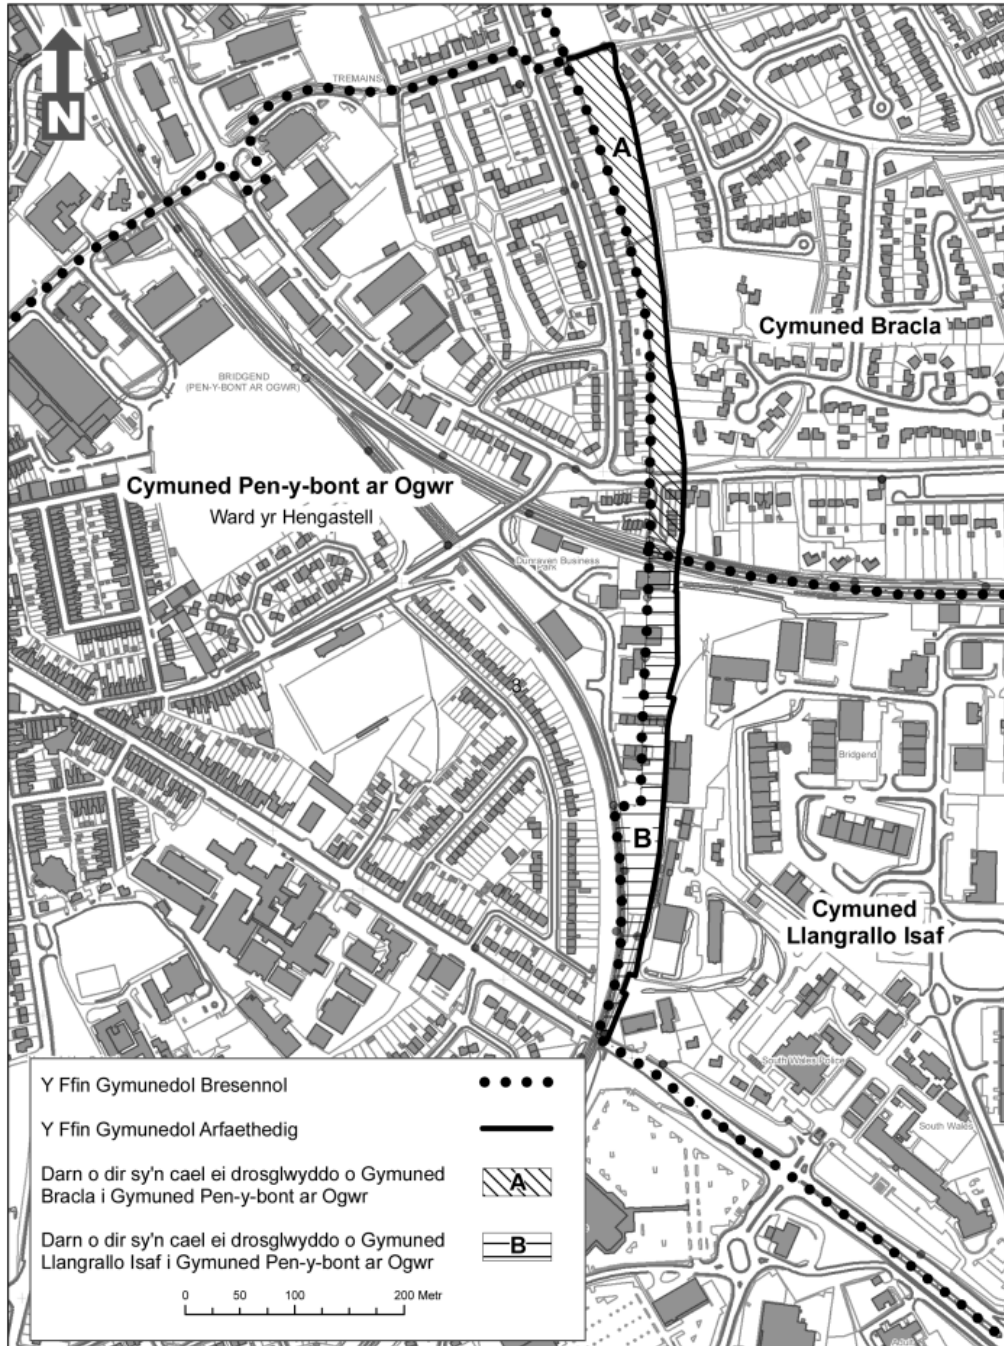 N
TREMAINS
A
Cymuned Bracla
BRIDGEND
(PEN-Y-BONT AR OGWR)
Cymuned Pen-y-bont ar Ogwr
Ward yr Hengastell
Dunraven Business
Park
Bridgend
B
Cymuned
Llangrallo Isaf
South Wales Police
South Wales
Y Ffin Gymunedol Bresennol
Y Ffin Gymunedol Arfaethedig
Darn o dir sy'n cael ei drosglwyddo o Gymuned
Bracla i Gymuned Pen-y-bont ar Ogwr
A
Darn o dir sy'n cael ei drosglwyddo o Gymuned
Llangrallo Isaf i Gymuned Pen-y-bont ar Ogwr
B
0 50 100 200 Metr